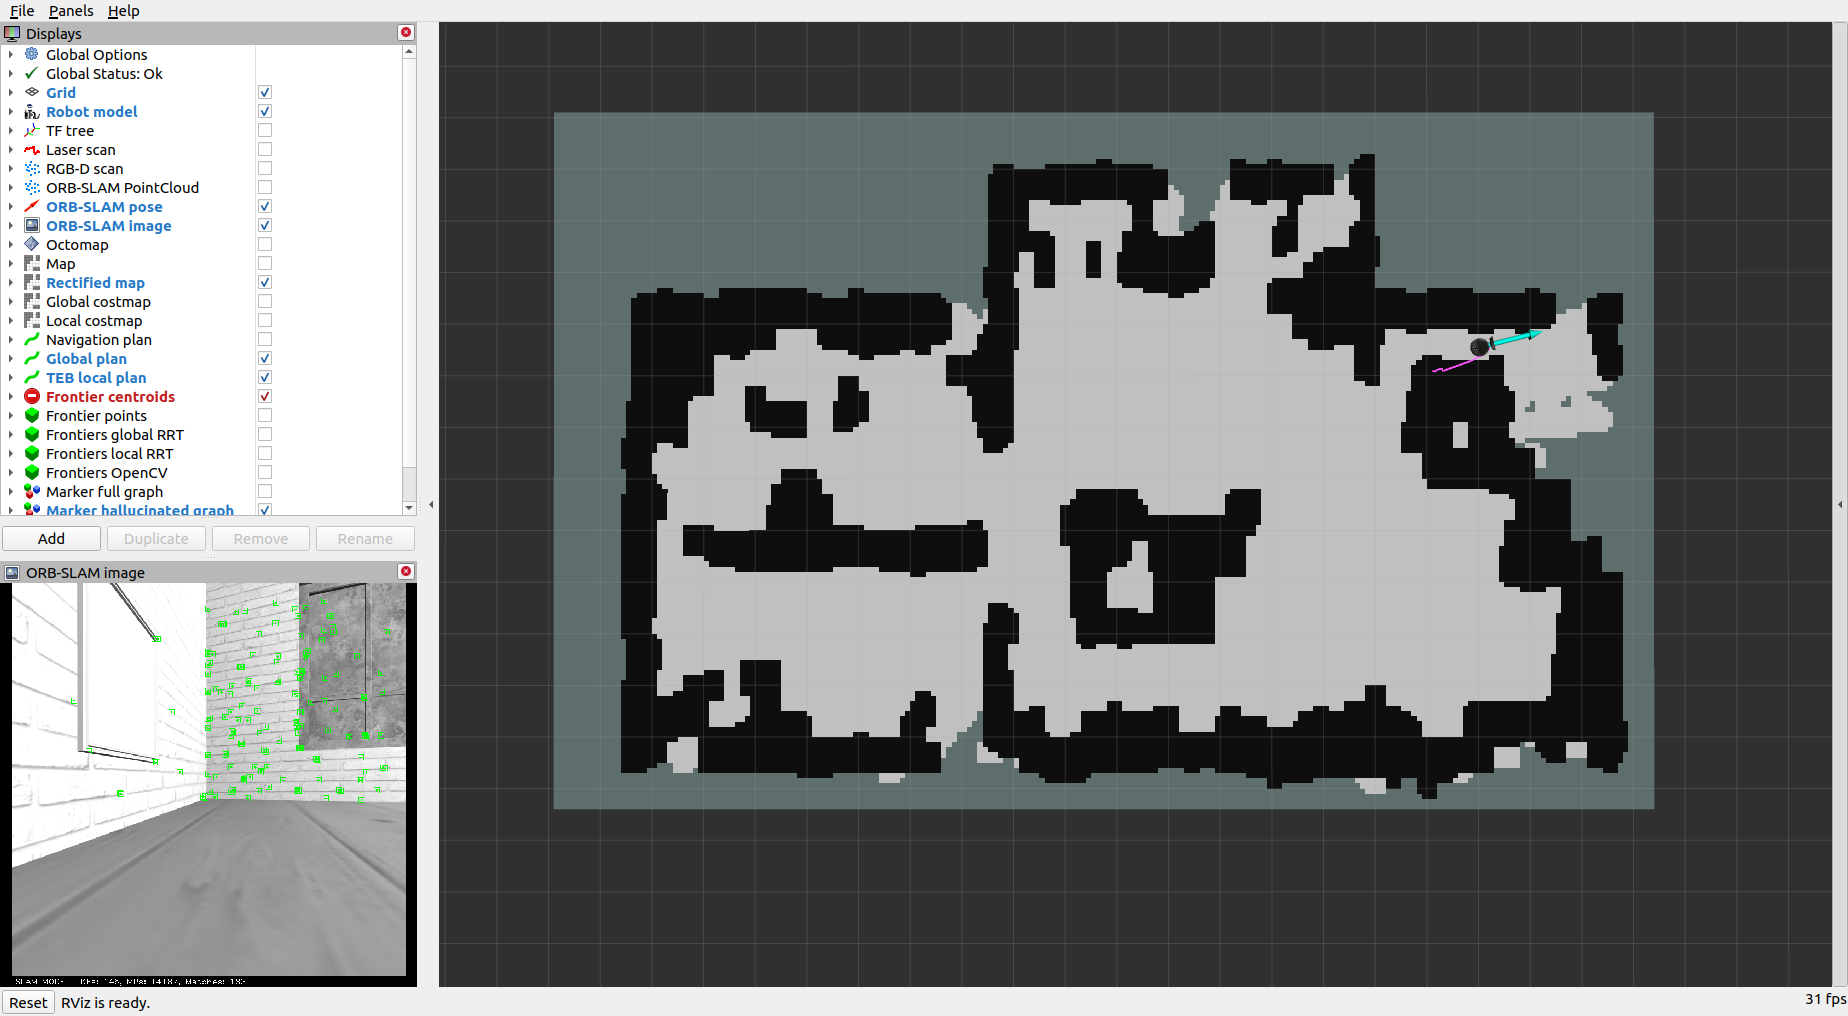 File Panels Help
Displays
Global Options
Global Status: Ok
Grid
Robot model
TF tree
Laser scan
RGB-D scan
ORB-SLAM PointCloud
ORB-SLAM pose
ORB-SLAM image
Octomap
Map
Rectified map
Global costmap
Local costmap
Navigation plan
Global plan
TEB local plan
Frontier centroids
Frontier points
Frontiers global RRT
Frontiers local RRT
Frontiers OpenCV
Marker full graph
Marker hallucinated graph
Add Duplicate Remove Rename
ORB-SLAM image
SLAM MODE
Reset RViz is ready. 31 fps